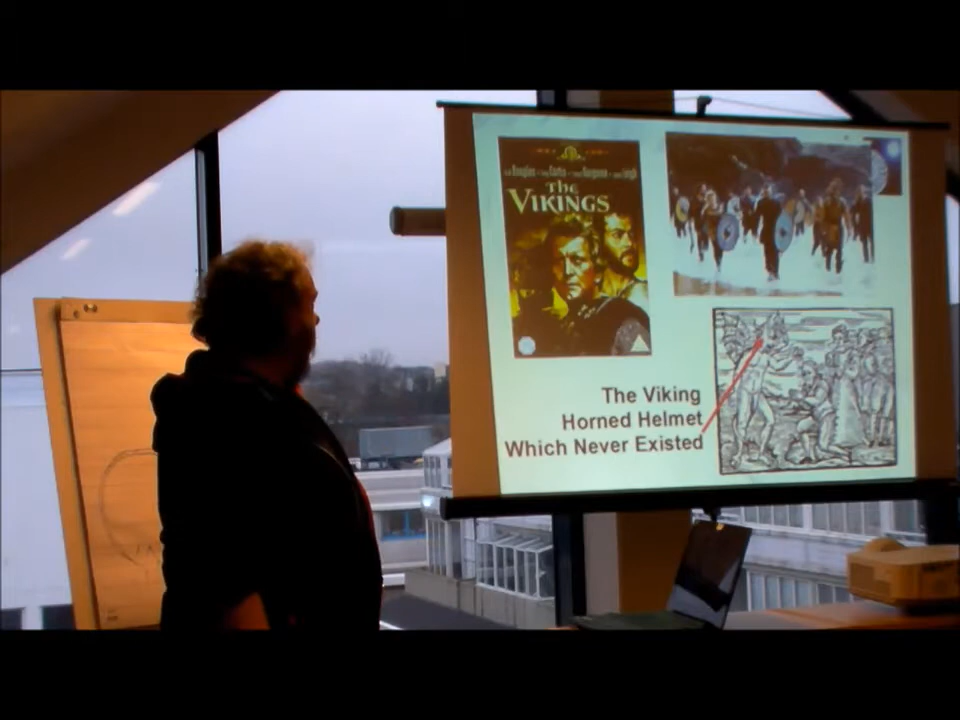 The
VIKINGS
The Viking
Horned Helmet
Which Never Existed